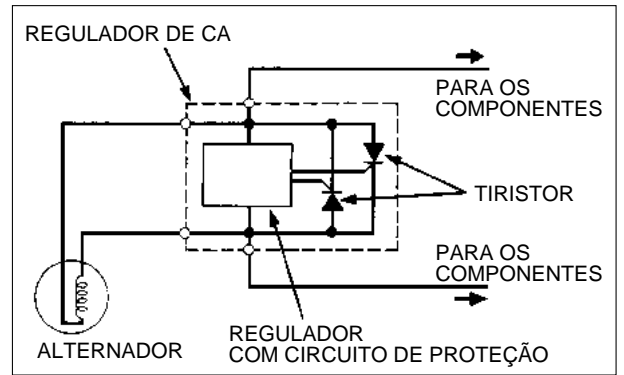 REGULADOR DE CA
PARA OS
COMPONENTES
TIRISTOR
PARA OS
COMPONENTES
REGULADOR
COM CIRCUITO DE PROTEÇÃO
ALTERNADOR